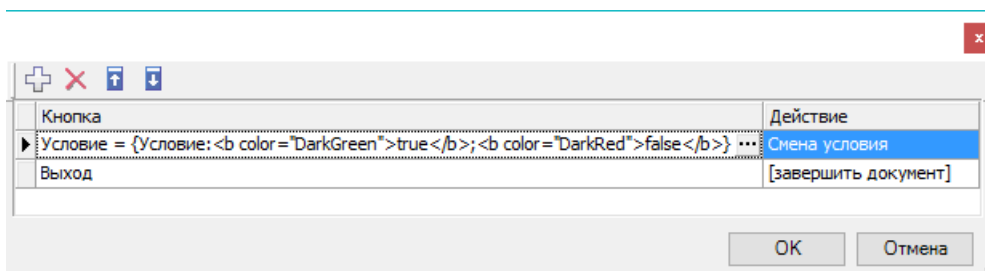 x
Кнопка Действие
Условие = {Условие:<b color="DarkGreen">true</b>;<b color="DarkRed">false</b>} ... Смена условия
Выход [завершить документ]
OK Отмена